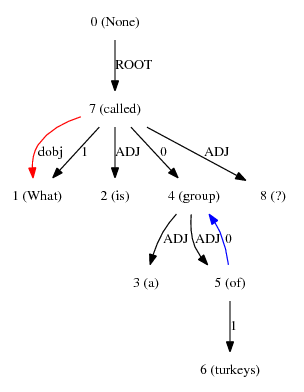 0 (None)
ROOT
7 (called)
dobj 1 ADJ 0 ADJ
1 (What) 2 (is) 4 (group) 8 (?)
ADJ ADJ 0
3 (a) 5 (of)
1
6 (turkeys)